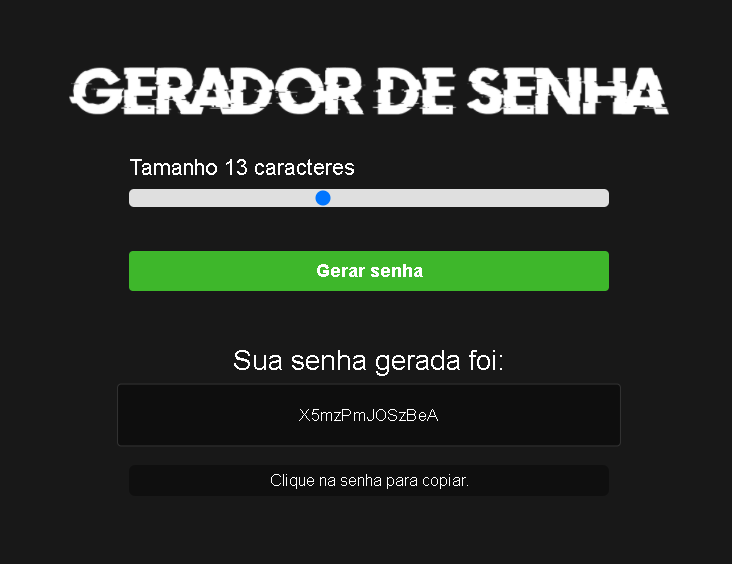 GERADOR DE SENHA
Tamanho 13 caracteres
Gerar senha
Sua senha gerada foi:
X5mzPmJOSzBeA
Clique na senha para copiar.